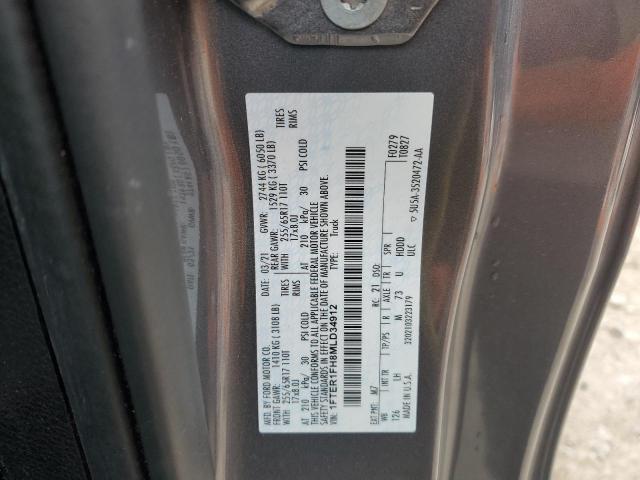 MFD. BY FORD MOTOR CO.
DATE: 03/21
GVWR: 2744 KG ( 6050 LB)
FRONT GAWR: 1410 KG ( 3108 LB)
REAR GAWR: 1529 KG ( 3370 LB)
WITH 255/65R17 110T TIRES
WITH 255/65R17 110T TIRES
17x8.0J RIMS
17x8.0J RIMS
AT 210 kPa/ 30 PSI COLD
AT 210 kPa/ 30 PSI COLD
THIS VEHICLE CONFORMS TO ALL APPLICABLE FEDERAL MOTOR VEHICLE
SAFETY STANDARDS IN EFFECT ON THE DATE OF MANUFACTURE SHOWN ABOVE.
VIN: 1FTER1FH8MLD34912
TYPE: Truck
F0279
T0827
EXT PNT: M7
RC: 21 DSO:
WB INT TR TP/PS R AXLE TR SPR
126 LH M 73 U H0D0D
ULC
3202103223179
MADE IN U.S.A.
5U5A-3520472-AA